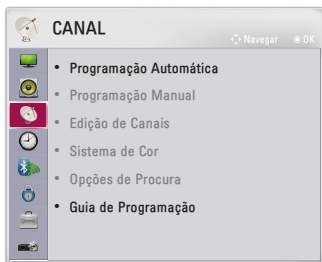 CANAL
Navegar OK
• Programação Automática
• Programação Manual
• Edição de Canais
• Sistema de Cor
• Opções de Procura
• Guia de Programação